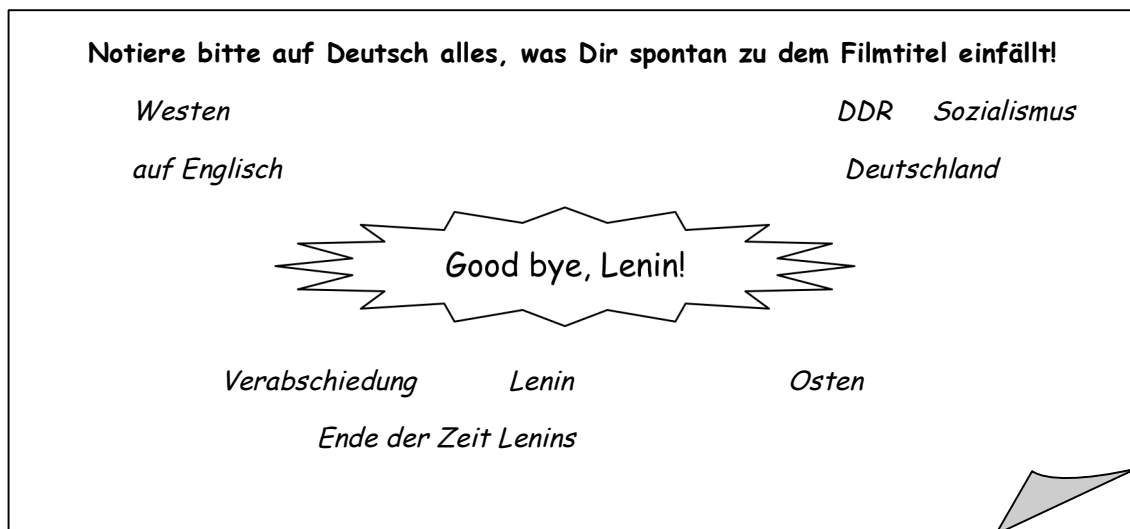 Notiere bitte auf Deutsch alles, was Dir spontan zu dem Filmtitel einfällt!
Westen DDR Sozialismus
auf Englisch Deutschland
Good bye, Lenin!
Verabschiedung Lenin Osten
Ende der Zeit Lenins